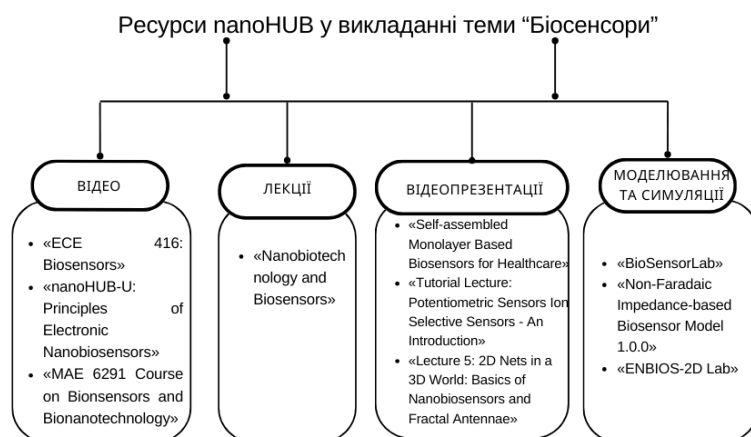 Ресурси nanoHUB у викладанні теми “Біосенсори”
ВІДЕО
• «ECE 416:
Biosensors»
• «nanoHUB-U:
Principles of
Electronic
Nanobiosensors»
• «MAE 6291 Course
on Bionsensors and
Bionanotechnology»
ЛЕКЦІЇ
• «Nanobiotech
nology and
Biosensors»
ВІДЕОПРЕЗЕНТАЦІЇ
• «Self-assembled
Monolayer Based
Biosensors for Healthcare»
• «Tutorial Lecture:
Potentiometric Sensors Ion
Selective Sensors - An
Introduction»
• «Lecture 5: 2D Nets in a
3D World: Basics of
Nanobiosensors and
Fractal Antennae»
МОДЕЛЮВАННЯ
ТА СИМУЛЯЦІЇ
• «BioSensorLab»
• «Non-Faradaic
Impedance-based
Biosensor Model
1.0.0»
• «ENBIOS-2D Lab»